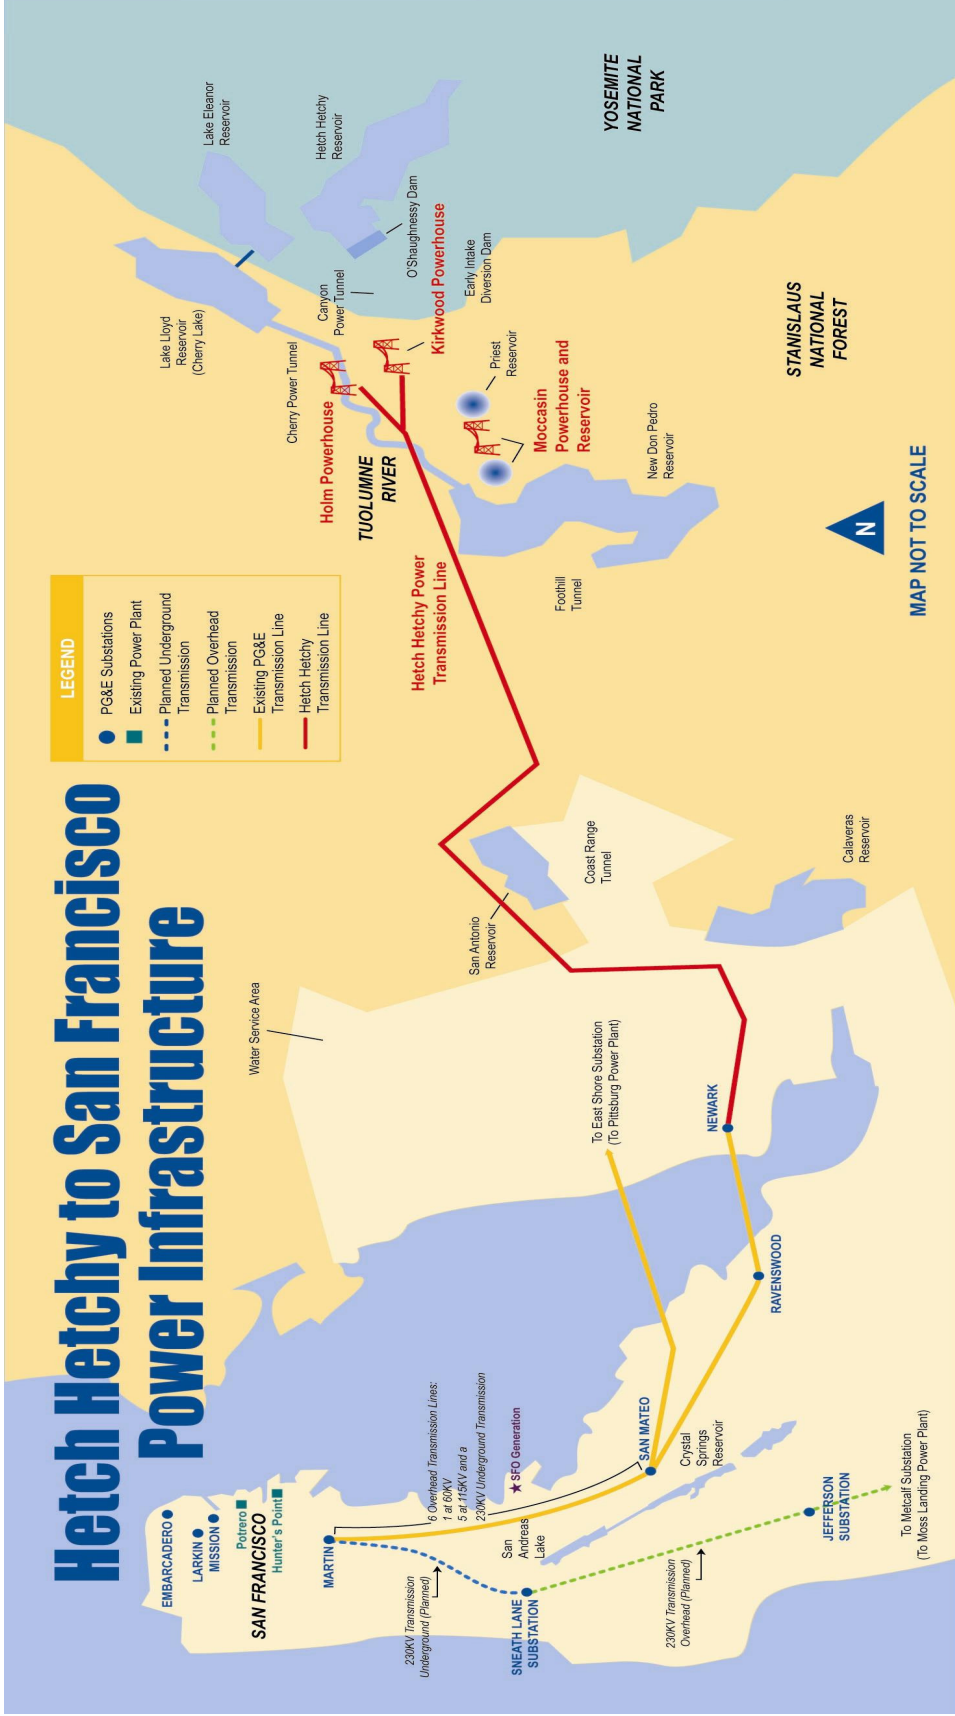 Hetch Hetchy to San Francisco
Power Infrastructure
LEGEND
PG&E Substations
Existing Power Plant
Planned Underground
Transmission
Planned Overhead
Transmission
Existing PG&E
Transmission Line
Hetch Hetchy
Transmission Line
EMBARCADERO
LARKIN
MISSION
Potrero
Hunter's Point
SAN FRANCISCO
MARTIN
6 Overhead Transmission Lines:
1 at 60KV
5 at 115KV and a
230KV Underground Transmission
230KV Transmission
Underground (Planned)
SFO Generation
San
Andreas
Lake
SNEATH LANE
SUBSTATION
SAN MATEO
Crystal
Springs
Reservoir
230KV Transmission
Overhead (Planned)
JEFFERSON
SUBSTATION
To Metcalf Substation
(To Moss Landing Power Plant)
RAVENSWOOD
NEWARK
To East Shore Substation
(To Pittsburg Power Plant)
Water Service Area
San Antonio
Reservoir
Coast Range
Tunnel
Calaveras
Reservoir
Hetch Hetchy Power
Transmission Line
Foothill
Tunnel
TUOLUMNE
RIVER
Holm Powerhouse
Cherry Power Tunnel
Lake Lloyd
Reservoir
(Cherry Lake)
Lake Eleanor
Reservoir
Hetch Hetchy
Reservoir
Canyon
Power Tunnel
O'Shaughnessy Dam
Kirkwood Powerhouse
Early Intake
Diversion Dam
Priest
Reservoir
Moccasin
Powerhouse and
Reservoir
New Don Pedro
Reservoir
YOSEMITE
NATIONAL
PARK
STANISLAUS
NATIONAL
FOREST
N
MAP NOT TO SCALE